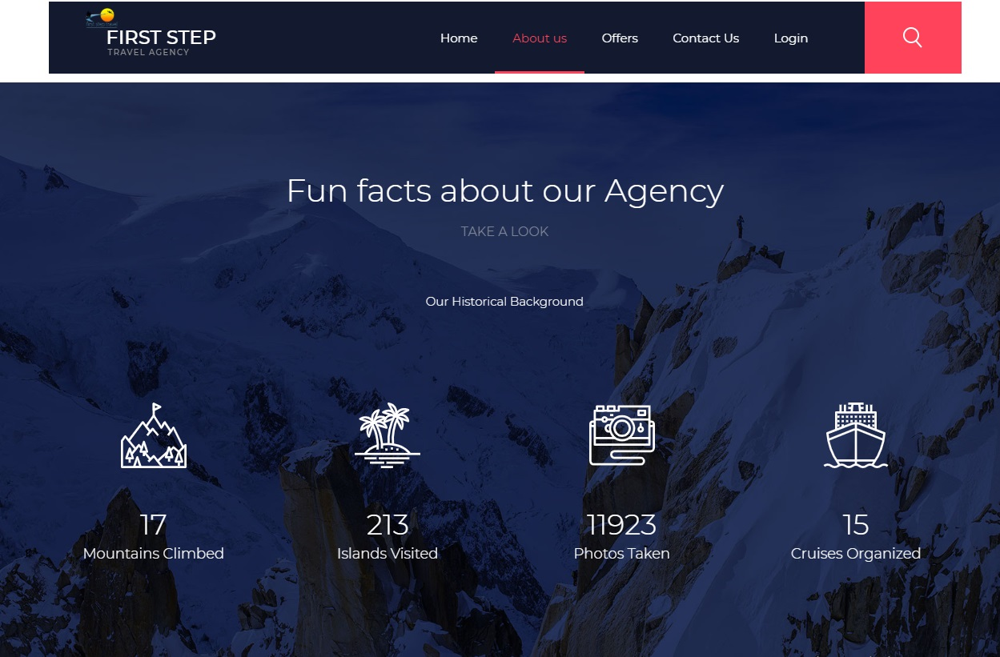 FIRST STEP
TRAVEL AGENCY
Home About us Offers Contact Us Login
Fun facts about our Agency
TAKE A LOOK
Our Historical Background
17 213 11923 15
Mountains Climbed Islands Visited Photos Taken Cruises Organized